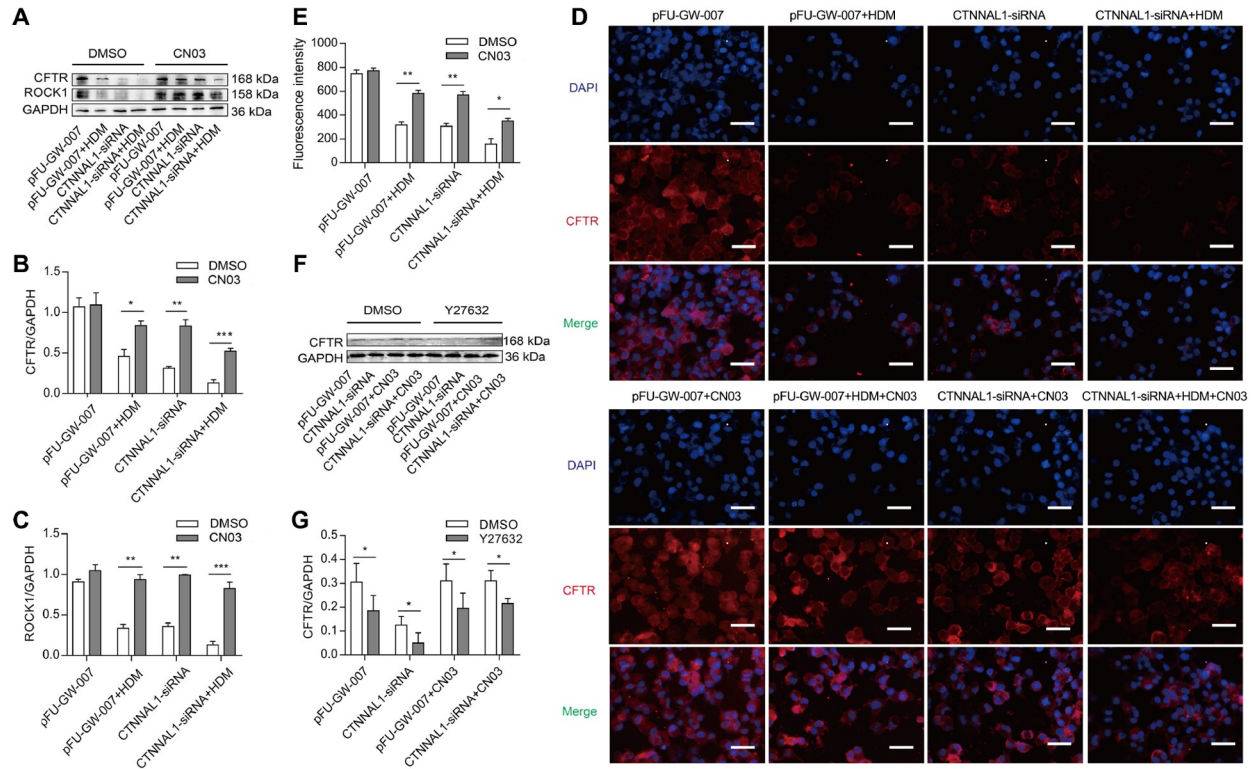 A
DMSO CN03
CFTR 168 kDa
ROCK1 158 kDa
GAPDH 36 kDa
pFU-GW-007
pFU-GW-007+HDM
CTNNAL1-siRNA
CTNNAL1-siRNA+HDM
pFU-GW-007
pFU-GW-007+HDM
CTNNAL1-siRNA
CTNNAL1-siRNA+HDM
B
CFTR/GAPDH
1.5
1.0
0.5
0.0
DMSO
CN03
*
**
***
pFU-GW-007
pFU-GW-007+HDM
CTNNAL1-siRNA
CTNNAL1-siRNA+HDM
C
ROCK1/GAPDH
1.5
1.0
0.5
0.0
DMSO
CN03
**
**
***
pFU-GW-007
pFU-GW-007+HDM
CTNNAL1-siRNA
CTNNAL1-siRNA+HDM
E
Fluorescence intensity
1000
800
600
400
200
0
DMSO
CN03
**
**
*
pFU-GW-007
pFU-GW-007+HDM
CTNNAL1-siRNA
CTNNAL1-siRNA+HDM
F
DMSO Y27632
CFTR 168 kDa
GAPDH 36 kDa
pFU-GW-007
CTNNAL1-siRNA
pFU-GW-007+CN03
CTNNAL1-siRNA+CN03
pFU-GW-007
CTNNAL1-siRNA
pFU-GW-007+CN03
CTNNAL1-siRNA+CN03
G
CFTR/GAPDH
0.5
0.4
0.3
0.2
0.1
0.0
DMSO
Y27632
*
*
*
*
pFU-GW-007
CTNNAL1-siRNA
pFU-GW-007+CN03
CTNNAL1-siRNA+CN03
D
pFU-GW-007 pFU-GW-007+HDM CTNNAL1-siRNA CTNNAL1-siRNA+HDM
DAPI
CFTR
Merge
pFU-GW-007+CN03 pFU-GW-007+HDM+CN03 CTNNAL1-siRNA+CN03 CTNNAL1-siRNA+HDM+CN03
DAPI
CFTR
Merge